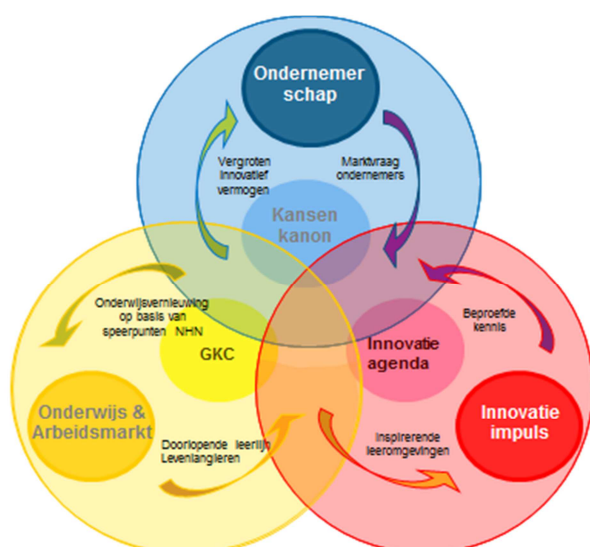 Ondernemer
schap
Vergroten
Innovatief
vermogen
Marktvraag
ondernemers
Kansen
kanon
Onderwijsvernieuwing
op basis van
speerpunten NHN
GKC
Innovatie
agenda
Beproefde
kennis
Onderwijs &
Arbeidsmarkt
Doorlopende leerlijn
Levenlangleren
Inspirerende
leeromgevingen
Innovatie
impuls